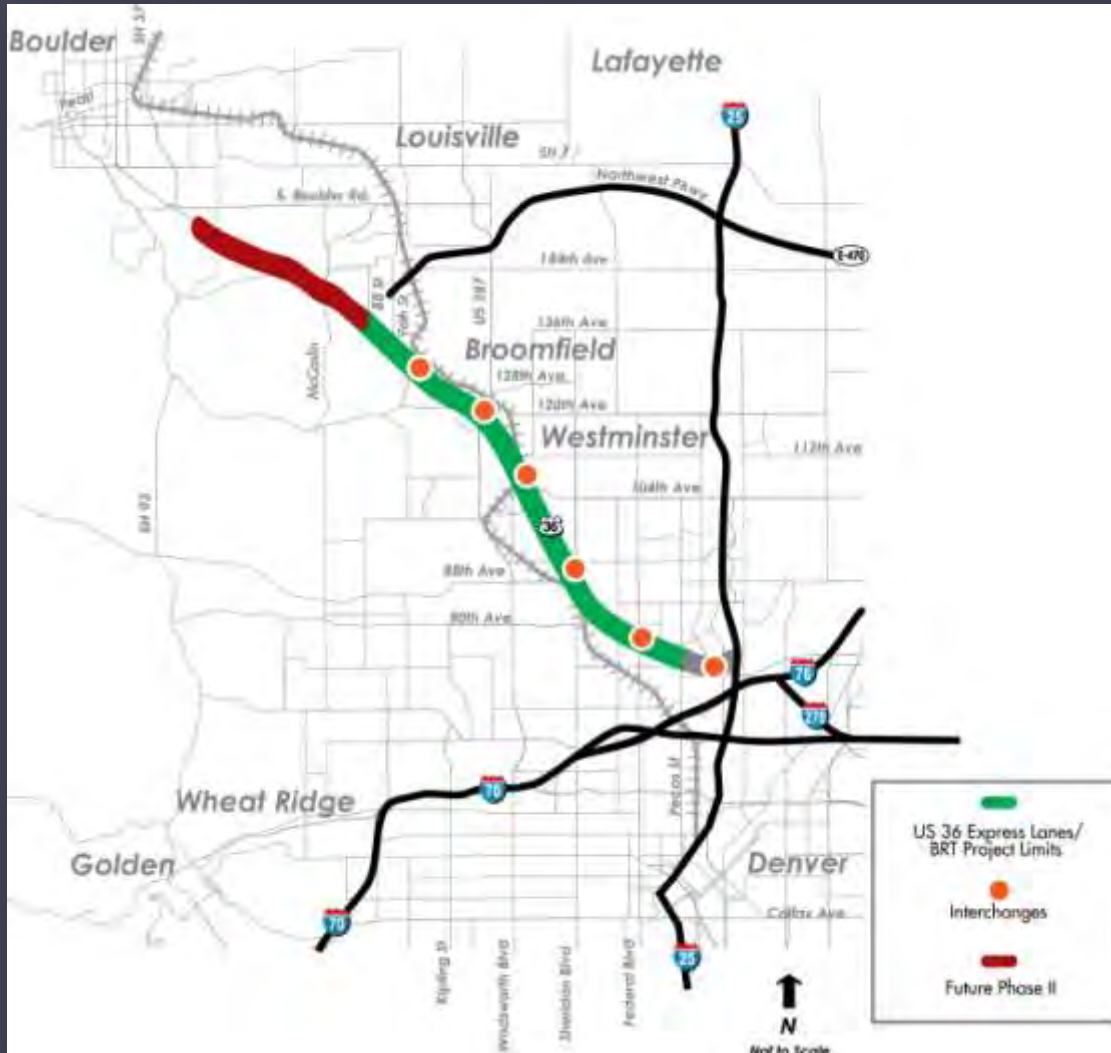 Boulder
Pearl
Louisville
Lafayette
25
SH 7
Northwest Pkwy
S. Boulder Rd.
E-470
US 287
136th Ave
Broomfield
128th Ave
120th Ave
McCaslin
Westminster
112th Ave
104th Ave
SH 93
36
88th Ave
80th Ave
76
270
70
Pecos St
Wheat Ridge
Golden
Denver
Colfax Ave
70
25
Kipling St
Wadsworth Blvd
Sheridan Blvd
Federal Blvd
N
Not to Scale
US 36 Express Lanes/
BRT Project Limits
Interchanges
Future Phase II